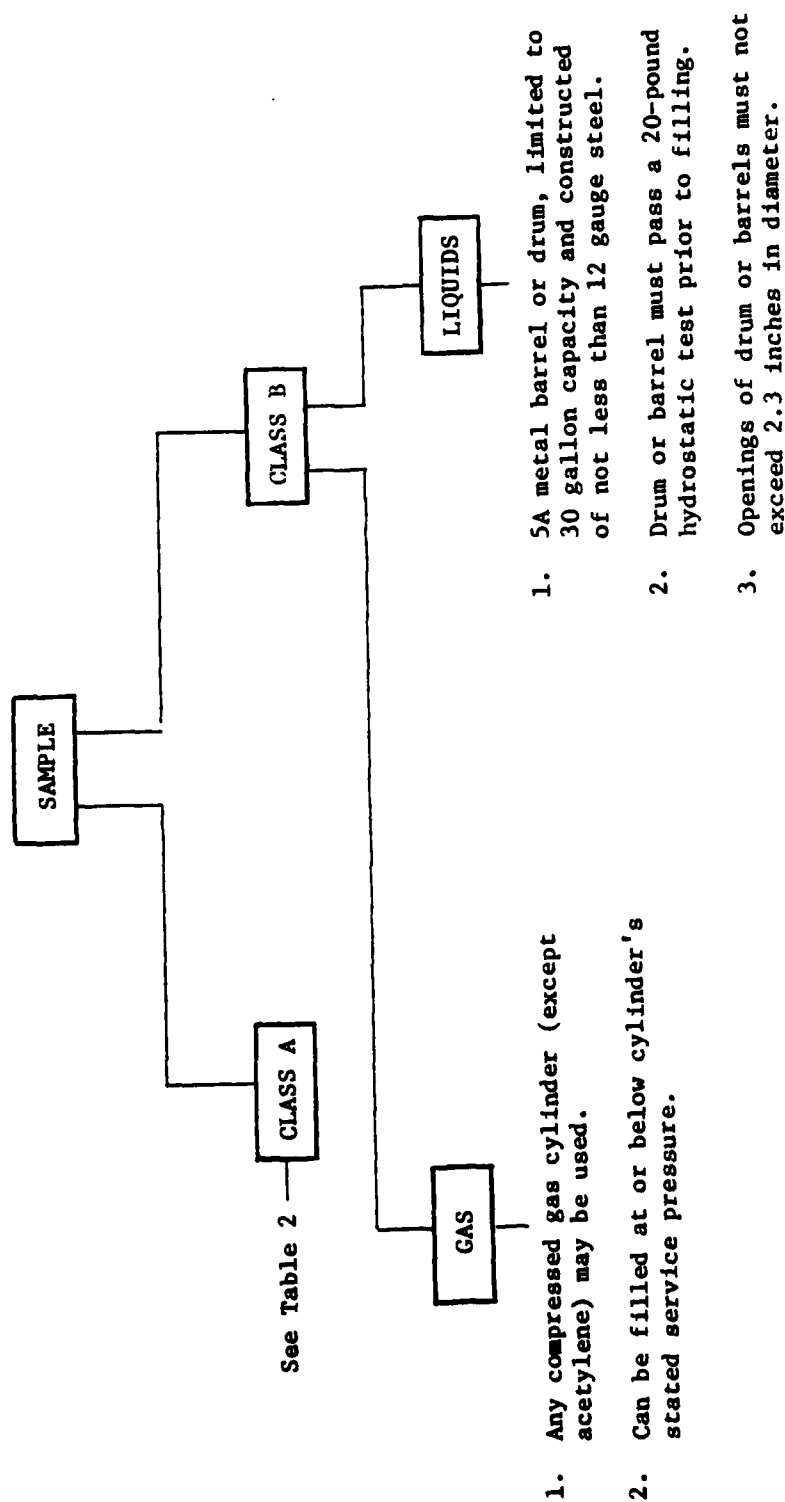 SAMPLE
CLASS A
See Table 2
CLASS B
GAS
1. Any compressed gas cylinder (except
acetylene) may be used.
2. Can be filled at or below cylinder's
stated service pressure.
LIQUIDS
1. 5A metal barrel or drum, limited to
30 gallon capacity and constructed
of not less than 12 gauge steel.
2. Drum or barrel must pass a 20-pound
hydrostatic test prior to filling.
3. Openings of drum or barrels must not
exceed 2.3 inches in diameter.